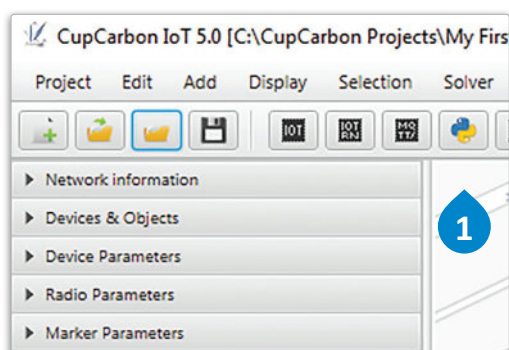 CupCarbon IoT 5.0 [C:\CupCarbon Projects\My Firs
Project Edit Add Display Selection Solver
IOT IOT RN MQ TT/
Network information
Devices & Objects
1
Device Parameters
Radio Parameters
Marker Parameters